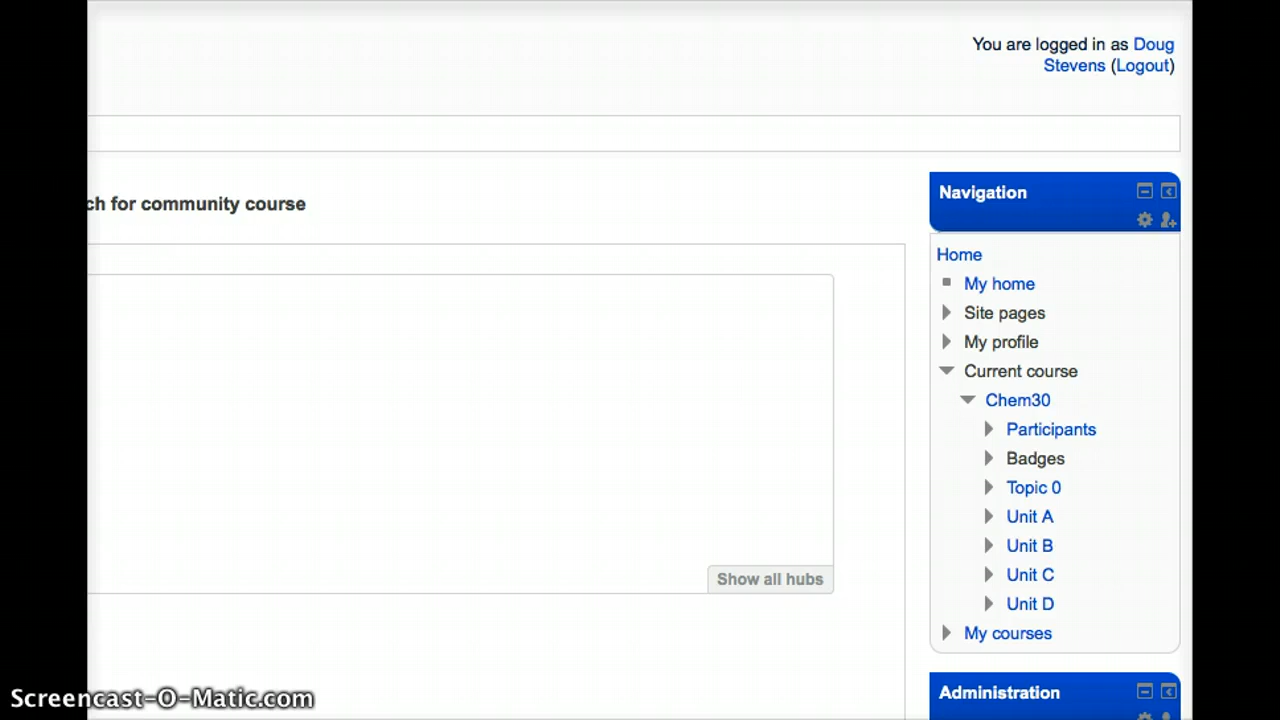 You are logged in as Doug
Stevens (Logout)
ch for community course
Show all hubs
Navigation
Home
My home
Site pages
My profile
Current course
Chem30
Participants
Badges
Topic 0
Unit A
Unit B
Unit C
Unit D
My courses
Administration
Screencast-O-Matic.com